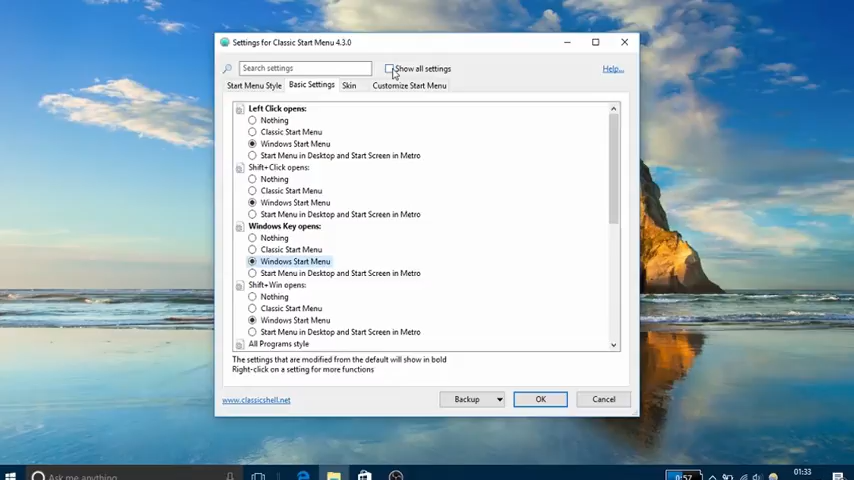 Settings for Classic Start Menu 4.3.0
Search settings
Show all settings
Help...
Start Menu Style
Basic Settings
Skin
Customize Start Menu
Left Click opens:
Nothing
Classic Start Menu
Windows Start Menu
Start Menu in Desktop and Start Screen in Metro
Shift+Click opens:
Nothing
Classic Start Menu
Windows Start Menu
Start Menu in Desktop and Start Screen in Metro
Windows Key opens:
Nothing
Classic Start Menu
Windows Start Menu
Start Menu in Desktop and Start Screen in Metro
Shift+Win opens:
Nothing
Classic Start Menu
Windows Start Menu
Start Menu in Desktop and Start Screen in Metro
All Programs style
The settings that are modified from the default will show in bold
Right-click on a setting for more functions
www.classicshell.net
Backup
OK
Cancel
Ask me anything
0:57
01:33